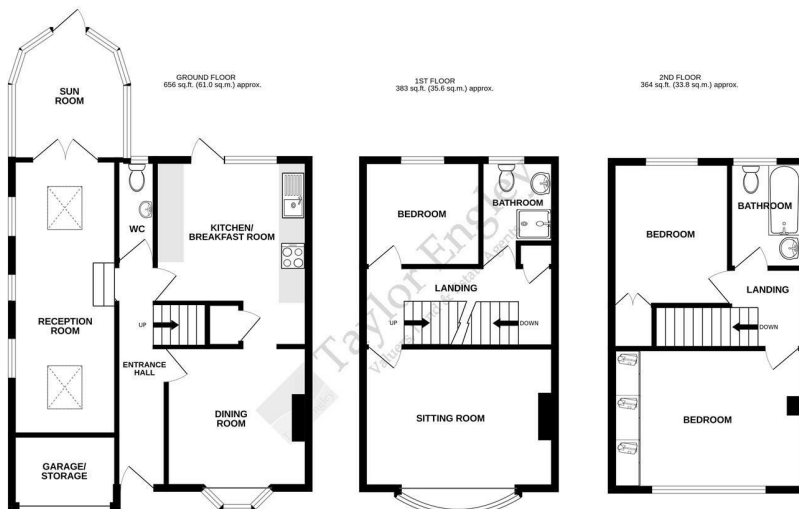 GROUND FLOOR
656 sq.ft. (61.0 sq.m.) approx.
SUN
ROOM
WC
KITCHEN/
BREAKFAST ROOM
RECEPTION
ROOM
UP
ENTRANCE
HALL
DINING
ROOM
GARAGE/
STORAGE
1ST FLOOR
383 sq.ft. (35.6 sq.m.) approx.
BEDROOM
BATHROOM
LANDING
UP
DOWN
SITTING ROOM
2ND FLOOR
364 sq.ft. (33.8 sq.m.) approx.
BEDROOM
BATHROOM
LANDING
DOWN
BEDROOM
Taylor Engley